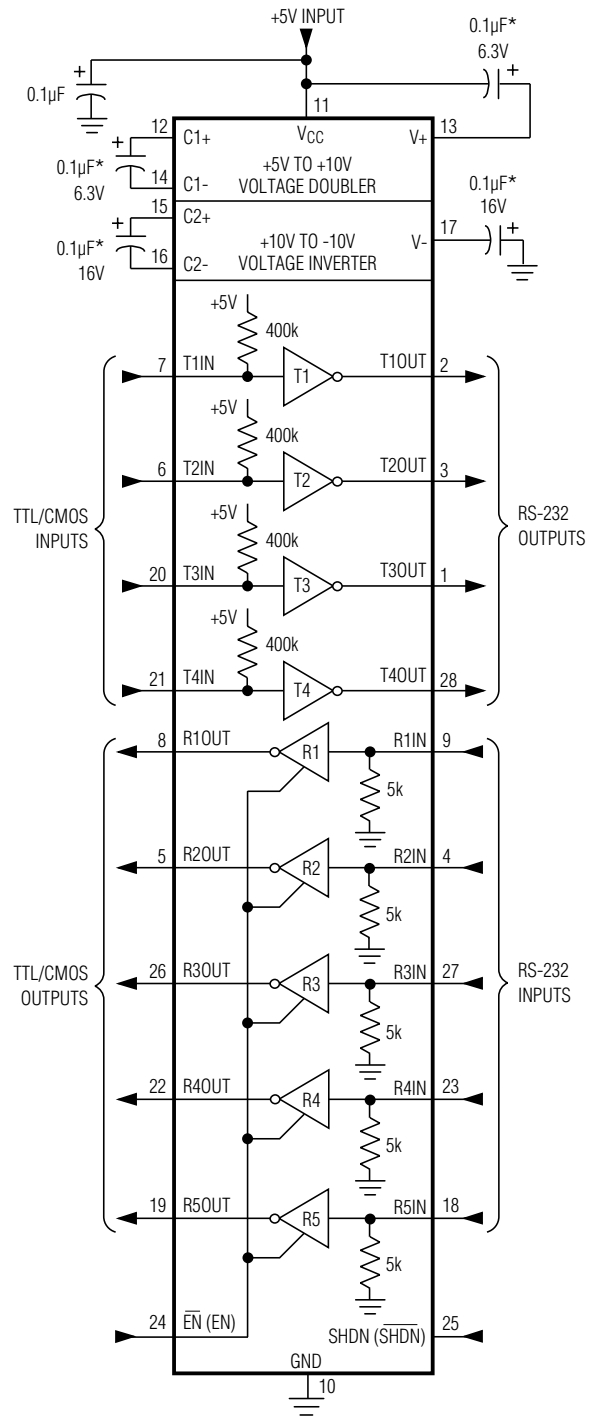 +5V INPUT
0.1µF*
6.3V
+
0.1µF
+
11
VCC
12
C1+
V+
13
+
0.1µF*
6.3V
14
C1-
+5V TO +10V
VOLTAGE DOUBLER
15
C2+
+
0.1µF*
16V
16
C2-
+10V TO -10V
VOLTAGE INVERTER
V-
17
0.1µF*
16V
+
+5V
400k
7
T1IN
T1
T1OUT
2
+5V
400k
6
T2IN
T2
T2OUT
3
TTL/CMOS
INPUTS
RS-232
OUTPUTS
+5V
400k
20
T3IN
T3
T3OUT
1
+5V
400k
21
T4IN
T4
T4OUT
28
8
R1OUT
R1
R1IN
9
5k
5
R2OUT
R2
R2IN
4
5k
TTL/CMOS
OUTPUTS
RS-232
INPUTS
26
R3OUT
R3
R3IN
27
5k
22
R4OUT
R4
R4IN
23
5k
19
R5OUT
R5
R5IN
18
5k
24
E̅N̅ (EN)
SHDN (S̅H̅D̅N̅)
25
GND
10